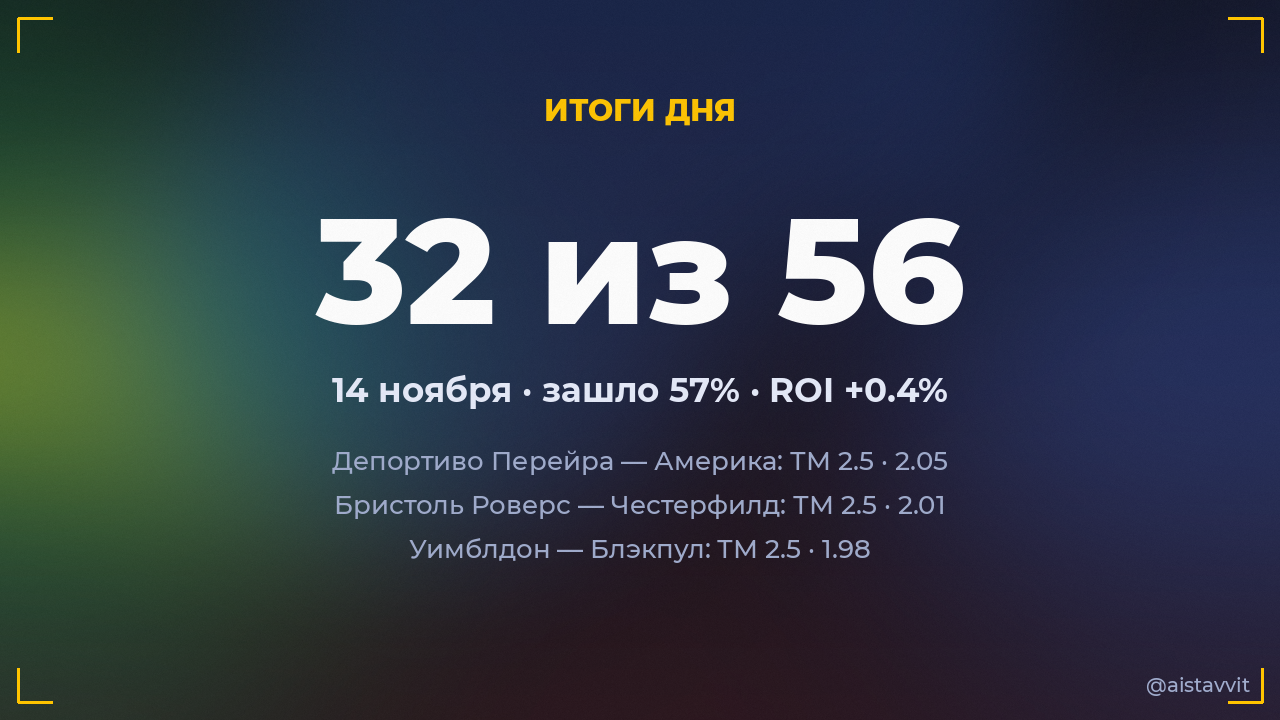 ИТОГИ ДНЯ
32 из 56
14 ноября · зашло 57% · ROI +0.4%
Депортиво Перейра — Америка: ТМ 2.5 · 2.05
Бристоль Роверс — Честерфилд: ТМ 2.5 · 2.01
Уимблдон — Блэкпул: ТМ 2.5 · 1.98
@aistavvit